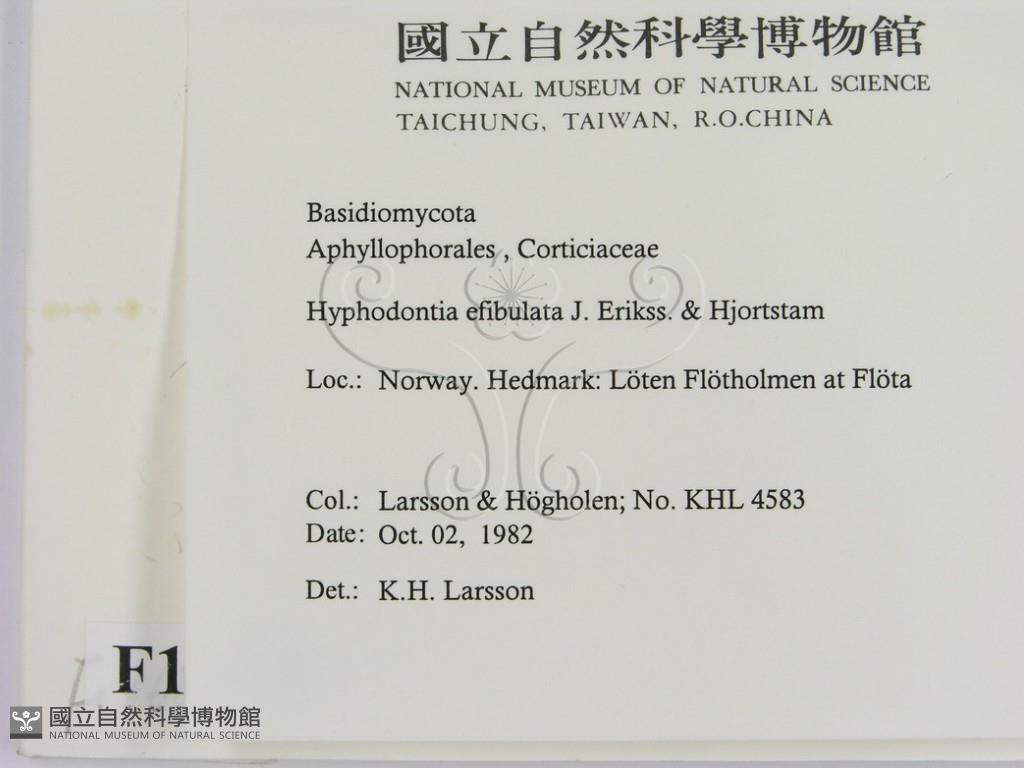 國立自然科學博物館
NATIONAL MUSEUM OF NATURAL SCIENCE
TAICHUNG, TAIWAN, R.O.CHINA
Basidiomycota
Aphyllophorales , Corticiaceae
Hyphodontia efibulata J. Erikss. & Hjortstam
Loc.: Norway. Hedmark: Löten Flötholmen at Flöta
Col.: Larsson & Högholen; No. KHL 4583
Date: Oct. 02, 1982
Det.: K.H. Larsson
F1
國立自然科學博物館
NATIONAL MUSEUM OF NATURAL SCIENCE